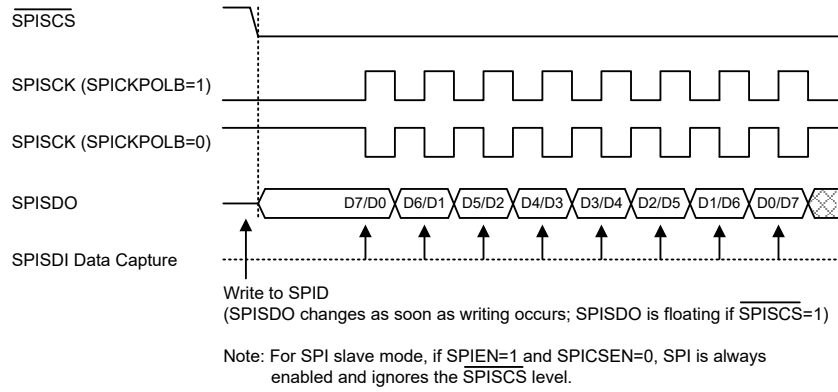 SPISCS
SPISCK (SPICKPOLB=1)
SPISCK (SPICKPOLB=0)
SPISDO
D7/D0 D6/D1 D5/D2 D4/D3 D3/D4 D2/D5 D1/D6 D0/D7
SPISDI Data Capture
Write to SPID
(SPISDO changes as soon as writing occurs; SPISDO is floating if SPISCS=1)
Note: For SPI slave mode, if SPIEN=1 and SPICSEN=0, SPI is always
enabled and ignores the SPISCS level.